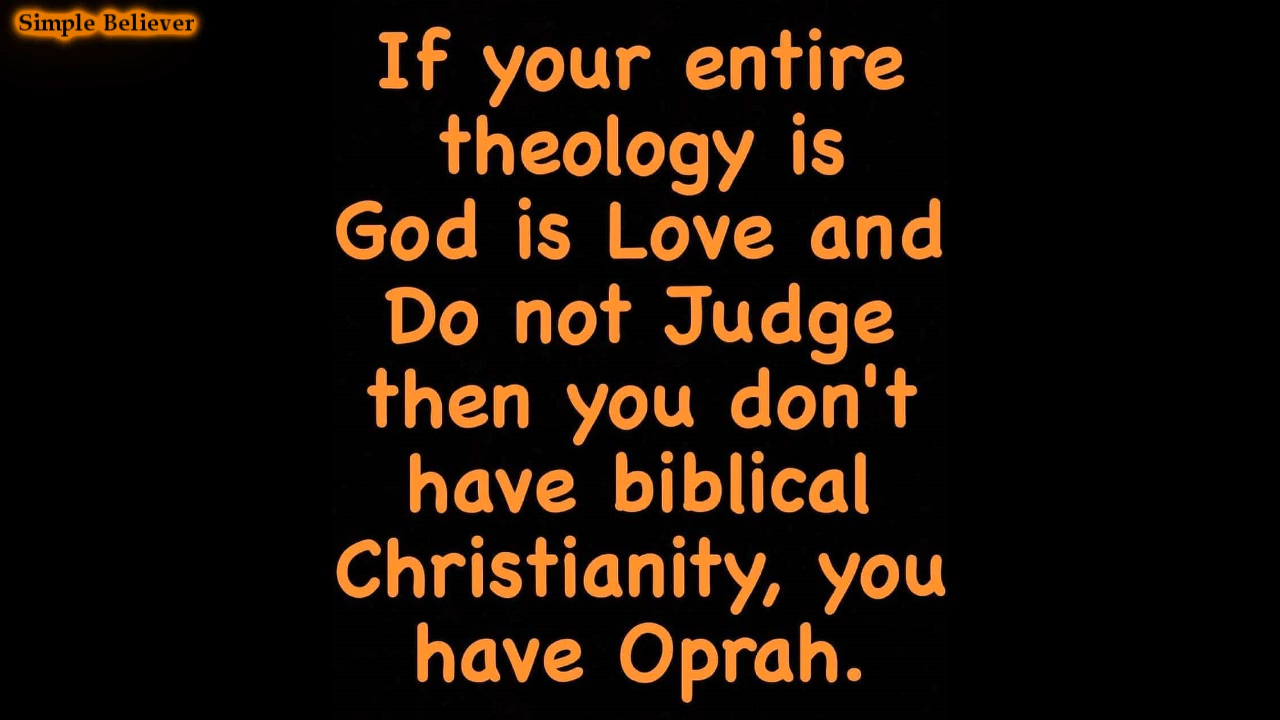 Simple Believer
If your entire
theology is
God is Love and
Do not Judge
then you don't
have biblical
Christianity, you
have Oprah.